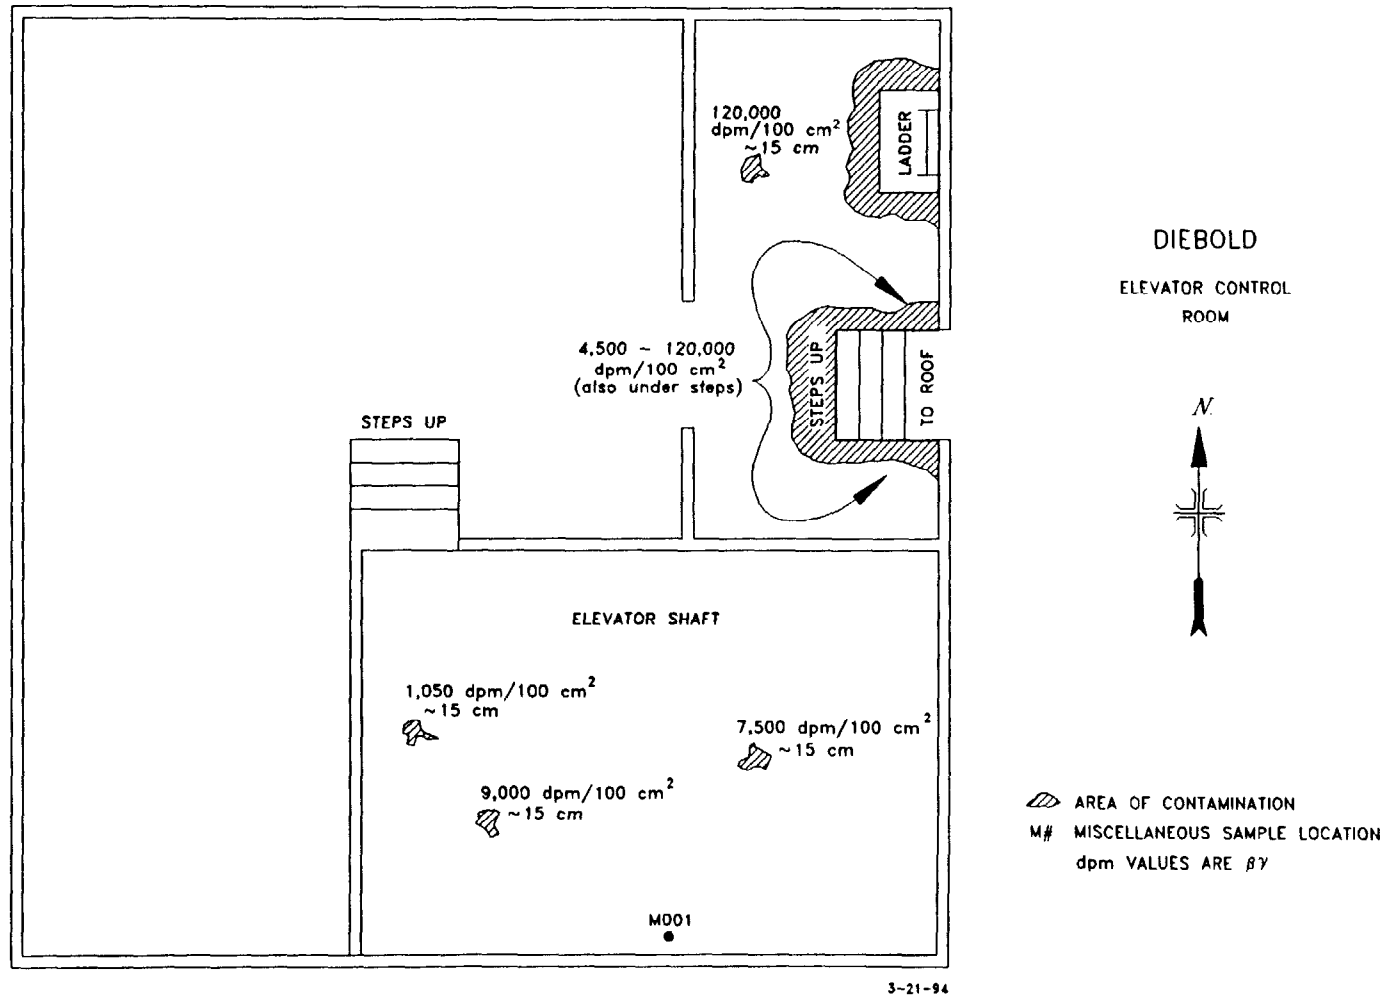 120,000
dpm/100 cm²
~15 cm
LADDER
4,500 ~ 120,000
dpm/100 cm²
(also under steps)
STEPS UP
TO ROOF
STEPS UP
ELEVATOR SHAFT
1,050 dpm/100 cm²
~15 cm
7,500 dpm/100 cm²
~15 cm
9,000 dpm/100 cm²
~15 cm
M001
3-21-94
DIEBOLD
ELEVATOR CONTROL
ROOM
N
AREA OF CONTAMINATION
M# MISCELLANEOUS SAMPLE LOCATION
dpm VALUES ARE βγ